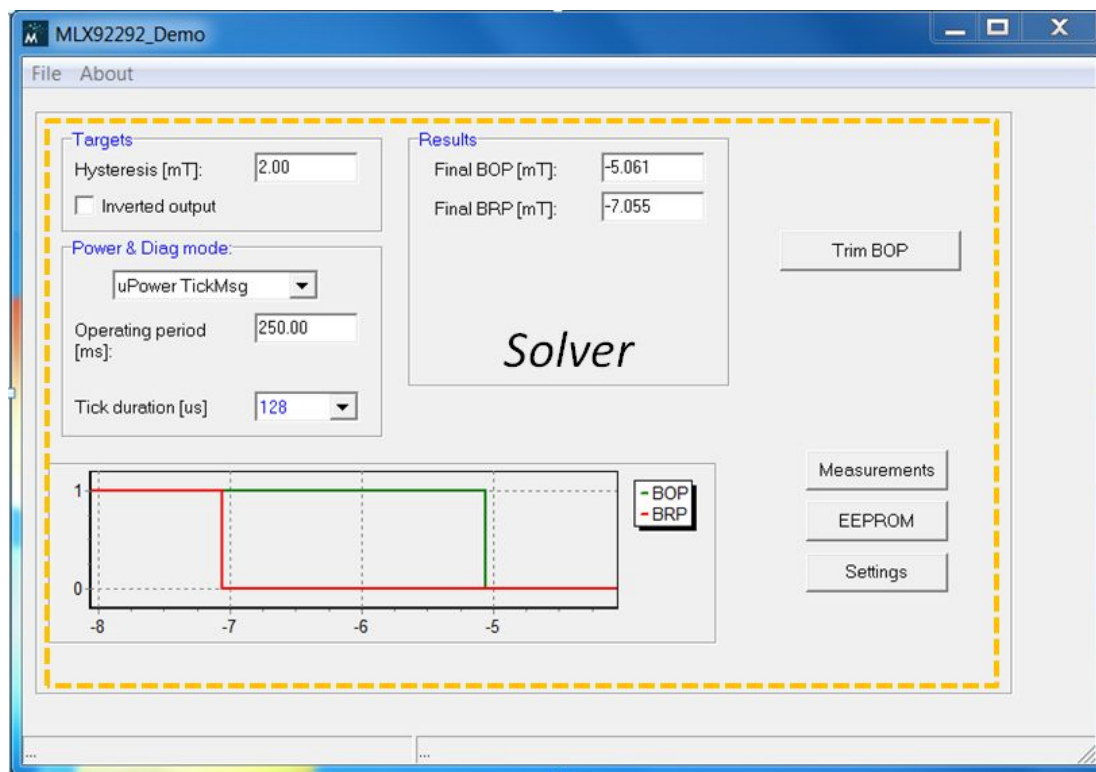 MLX92292_Demo
File About
Targets
Hysteresis [mT]: 2.00
Inverted output
Power & Diag mode:
uPower TickMsg
Operating period
[ms]: 250.00
Tick duration [us] 128
Results
Final BOP [mT]: -5.061
Final BRP [mT]: -7.055
Solver
Trim BOP
Measurements
EEPROM
Settings
1
0
-8 -7 -6 -5
BOP
BRP
... ...